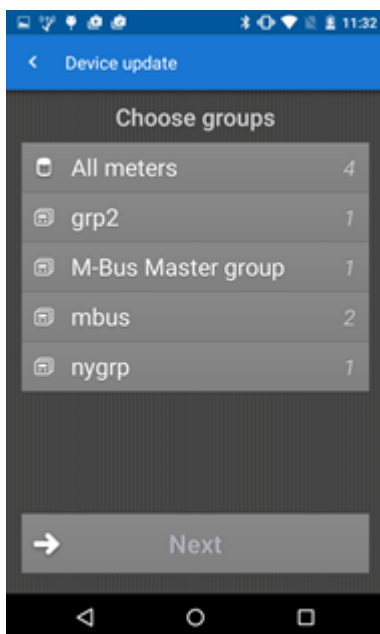 11:32
Device update
Choose groups
All meters 4
grp2 1
M-Bus Master group 1
mbus 2
nygrp 1
Next